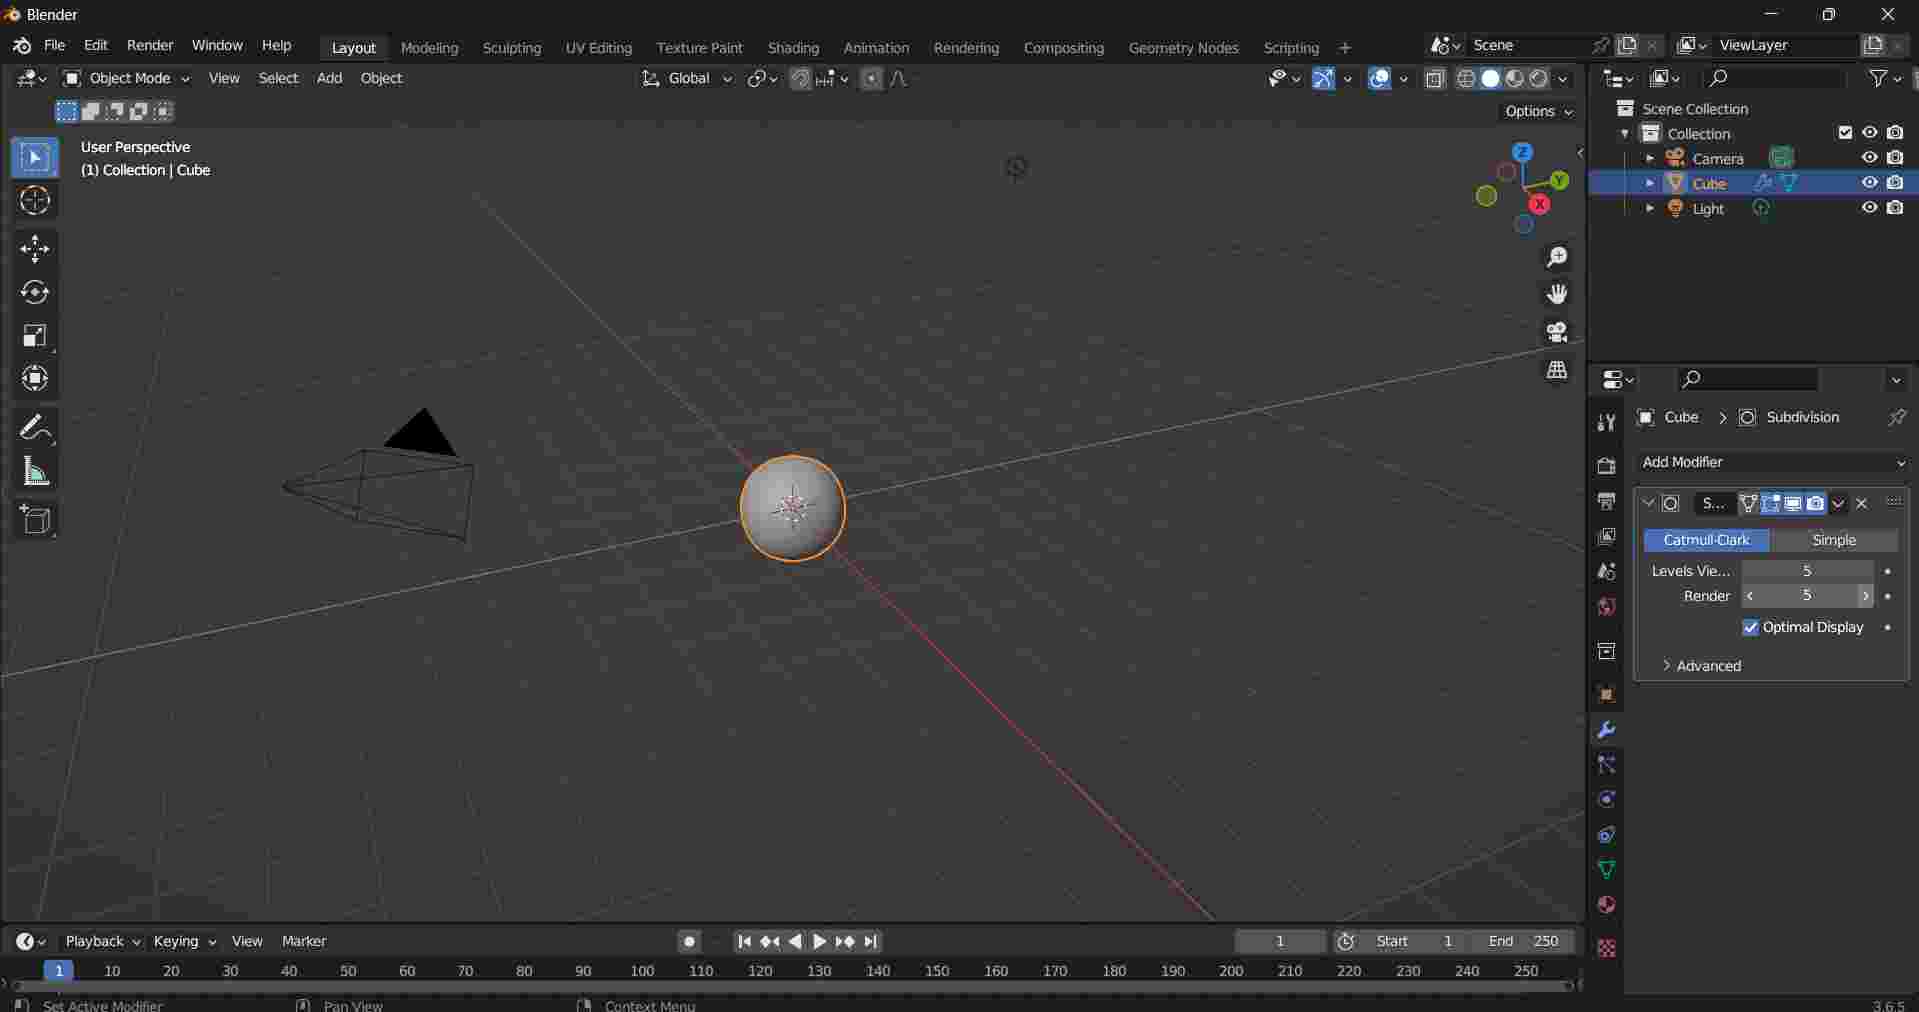 Blender
File Edit Render Window Help Layout Modeling Sculpting UV Editing Texture Paint Shading Animation Rendering Compositing Geometry Nodes Scripting + Scene ViewLayer
Object Mode View Select Add Object Global
Options
User Perspective
(1) Collection | Cube
Z
Y
X
Scene Collection
Collection
Camera
Cube
Light
Cube > Subdivision
Add Modifier
S...
Catmull-Clark Simple
Levels Vie... 5
Render 5
Optimal Display
Advanced
Playback Keying View Marker 1 Start 1 End 250
1 10 20 30 40 50 60 70 80 90 100 110 120 130 140 150 160 170 180 190 200 210 220 230 240 250
Set Active Modifier Pan View Context Menu 3.6.5